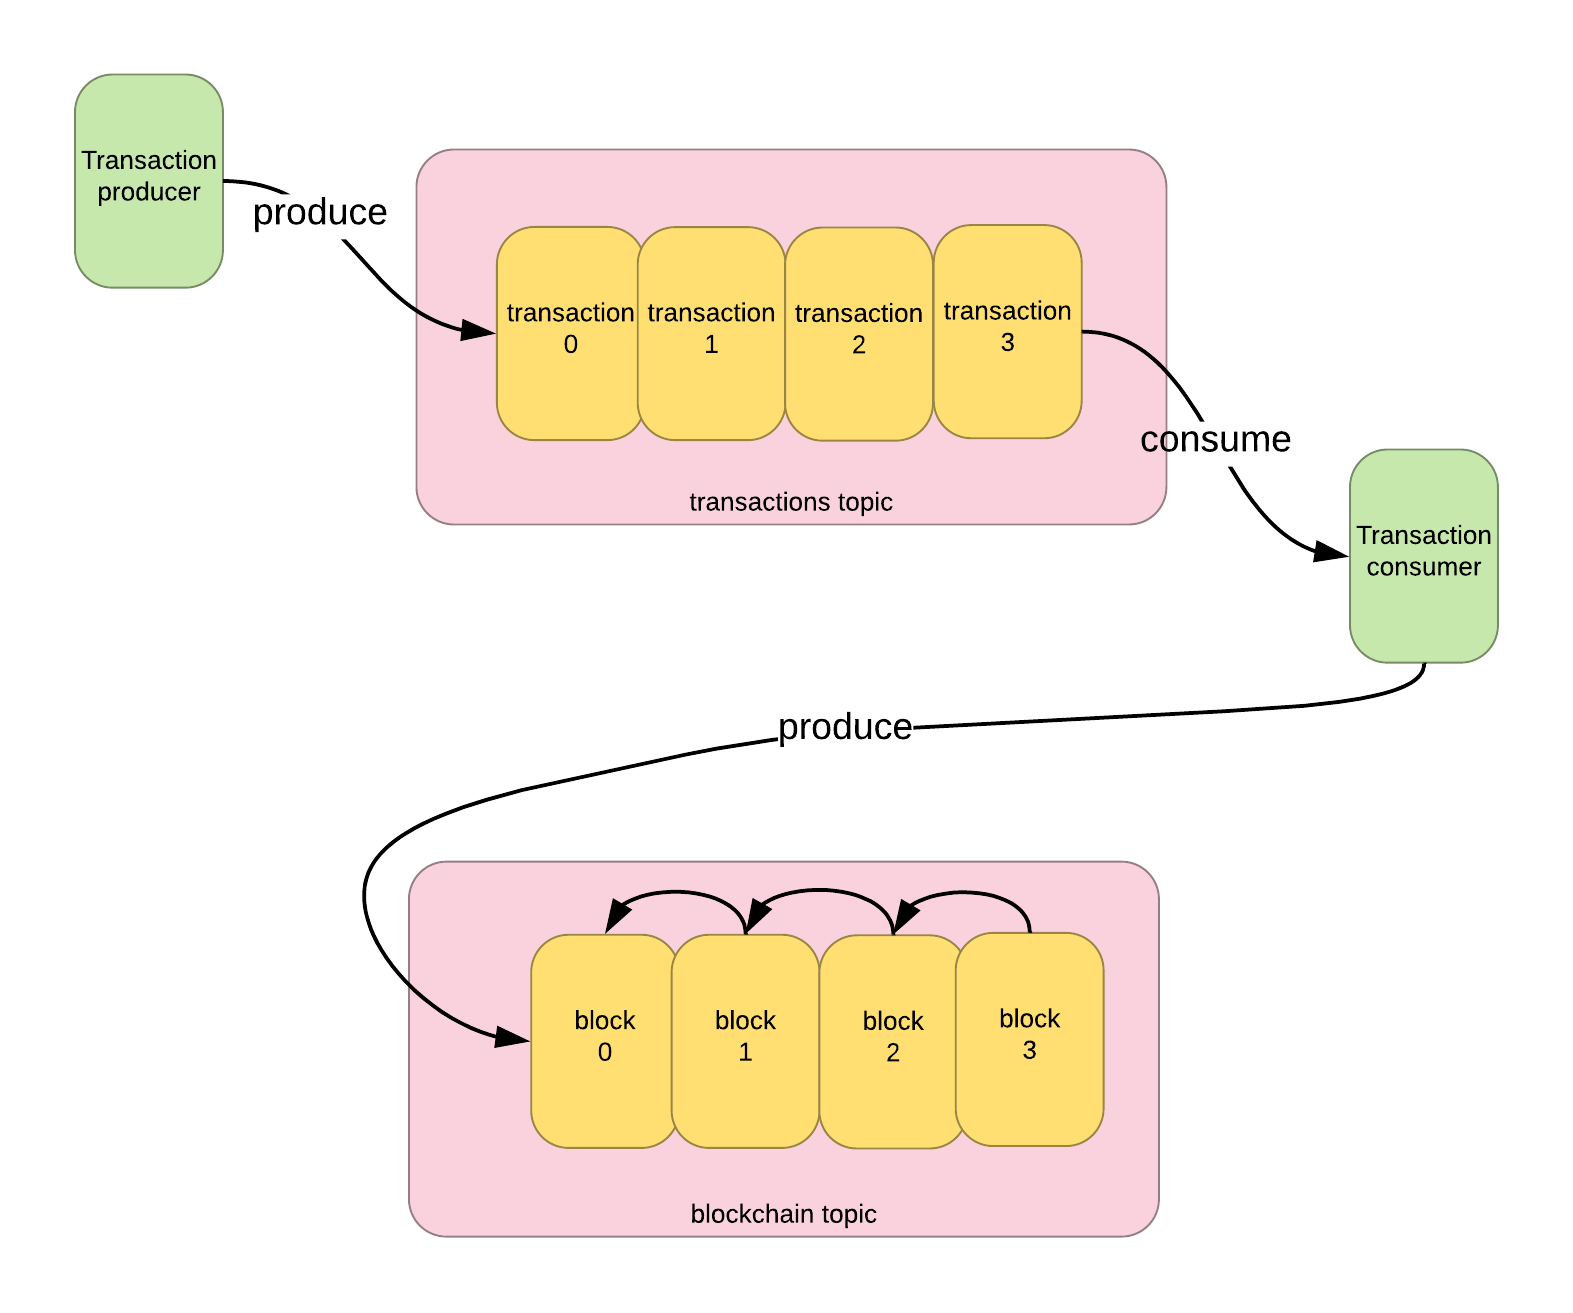 Transaction
producer
produce
transaction
0
transaction
1
transaction
2
transaction
3
transactions topic
consume
Transaction
consumer
produce
block
0
block
1
block
2
block
3
blockchain topic